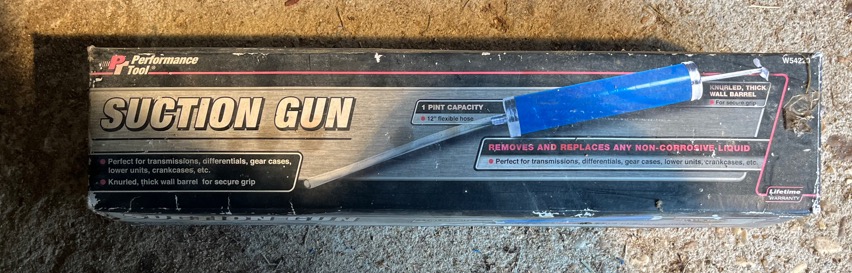 PT Performance
Tool®
SUCTION GUN
Perfect for transmissions, differentials, gear cases,
lower units, crankcases, etc.
Knurled, thick wall barrel for secure grip
1 PINT CAPACITY
12" flexible hose
KNURLED, THICK
WALL BARREL
For secure grip
REMOVES AND REPLACES ANY NON-CORROSIVE LIQUID
Perfect for transmissions, differentials, gear cases,
lower units, crankcases, etc.
Lifetime
WARRANTY